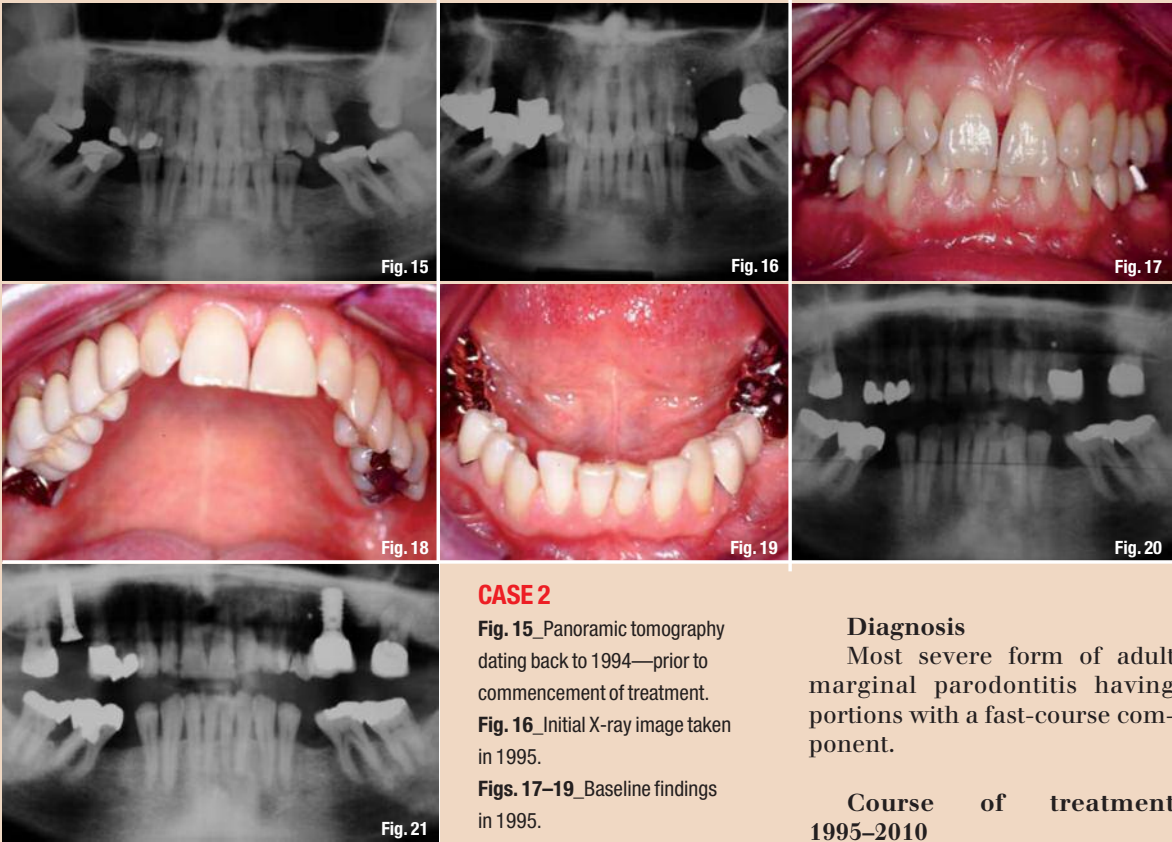 Fig. 15
Fig. 16
Fig. 17
Fig. 18
Fig. 19
Fig. 20
Fig. 21
CASE 2
Fig. 15_Panoramic tomography
dating back to 1994—prior to
commencement of treatment.
Fig. 16_Initial X-ray image taken
in 1995.
Figs. 17–19_Baseline findings
in 1995.
Diagnosis
Most severe form of adult
marginal parodontitis having
portions with a fast-course com-
ponent.
Course of treatment
1995–2010